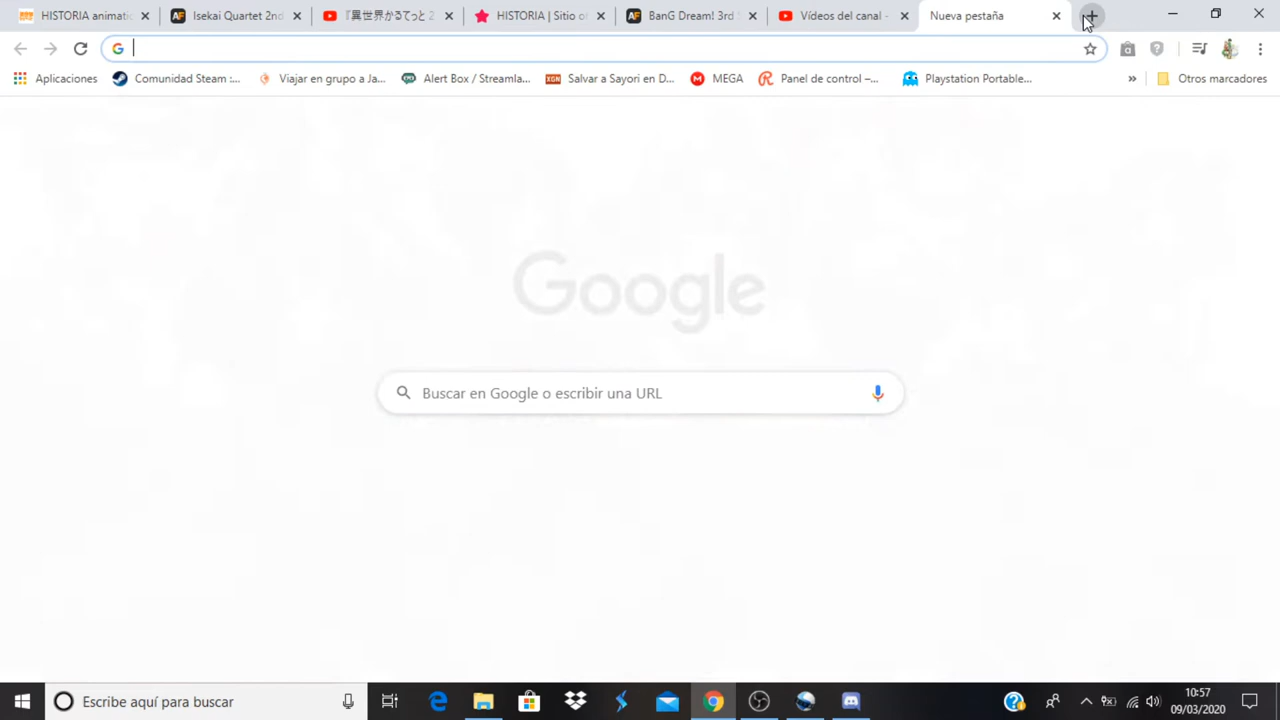 HISTORIA animatic
Isekai Quartet 2nd
『異世界かるてっと 2
HISTORIA | Sitio of
BanG Dream! 3rd
Vídeos del canal -
Nueva pestaña
Aplicaciones
Comunidad Steam :...
Viajar en grupo a Ja...
Alert Box / Streamla...
Salvar a Sayori en D...
MEGA
Panel de control –...
Playstation Portable...
»
Otros marcadores
Google
Buscar en Google o escribir una URL
Escribe aquí para buscar
10:57
09/03/2020